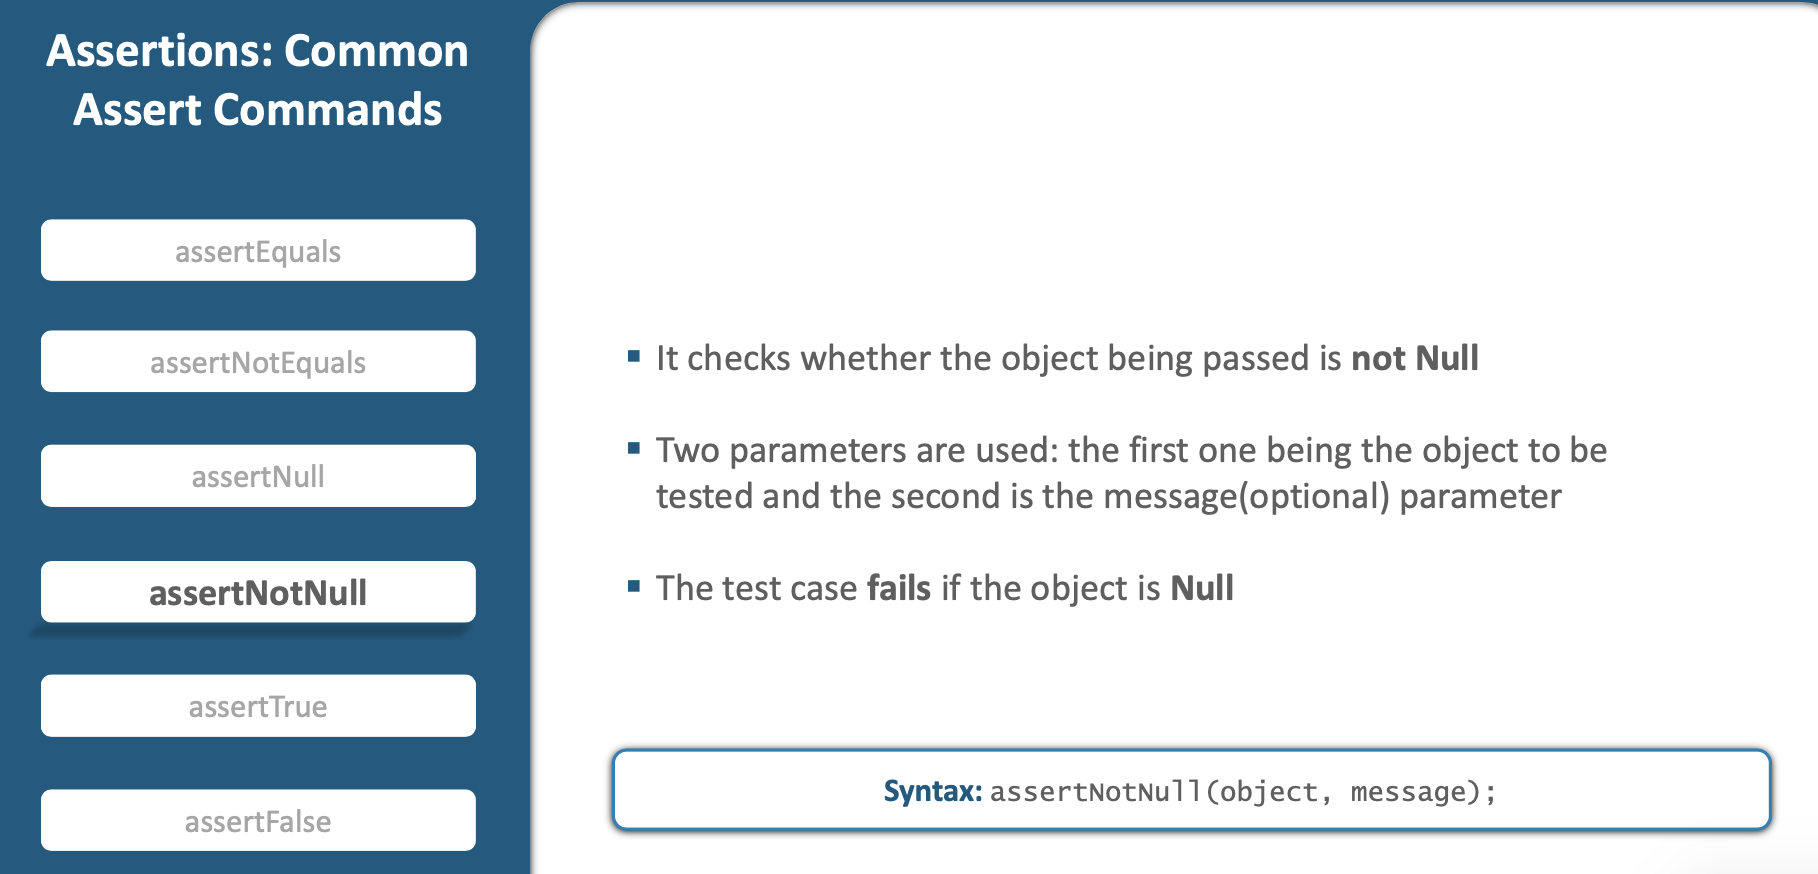 Assertions: Common
Assert Commands
assertEquals
assertNotEquals
assertNull
assertNotNull
assertTrue
assertFalse
▪ It checks whether the object being passed is not Null
▪ Two parameters are used: the first one being the object to be
tested and the second is the message(optional) parameter
▪ The test case fails if the object is Null
Syntax: assertNotNull(object, message);